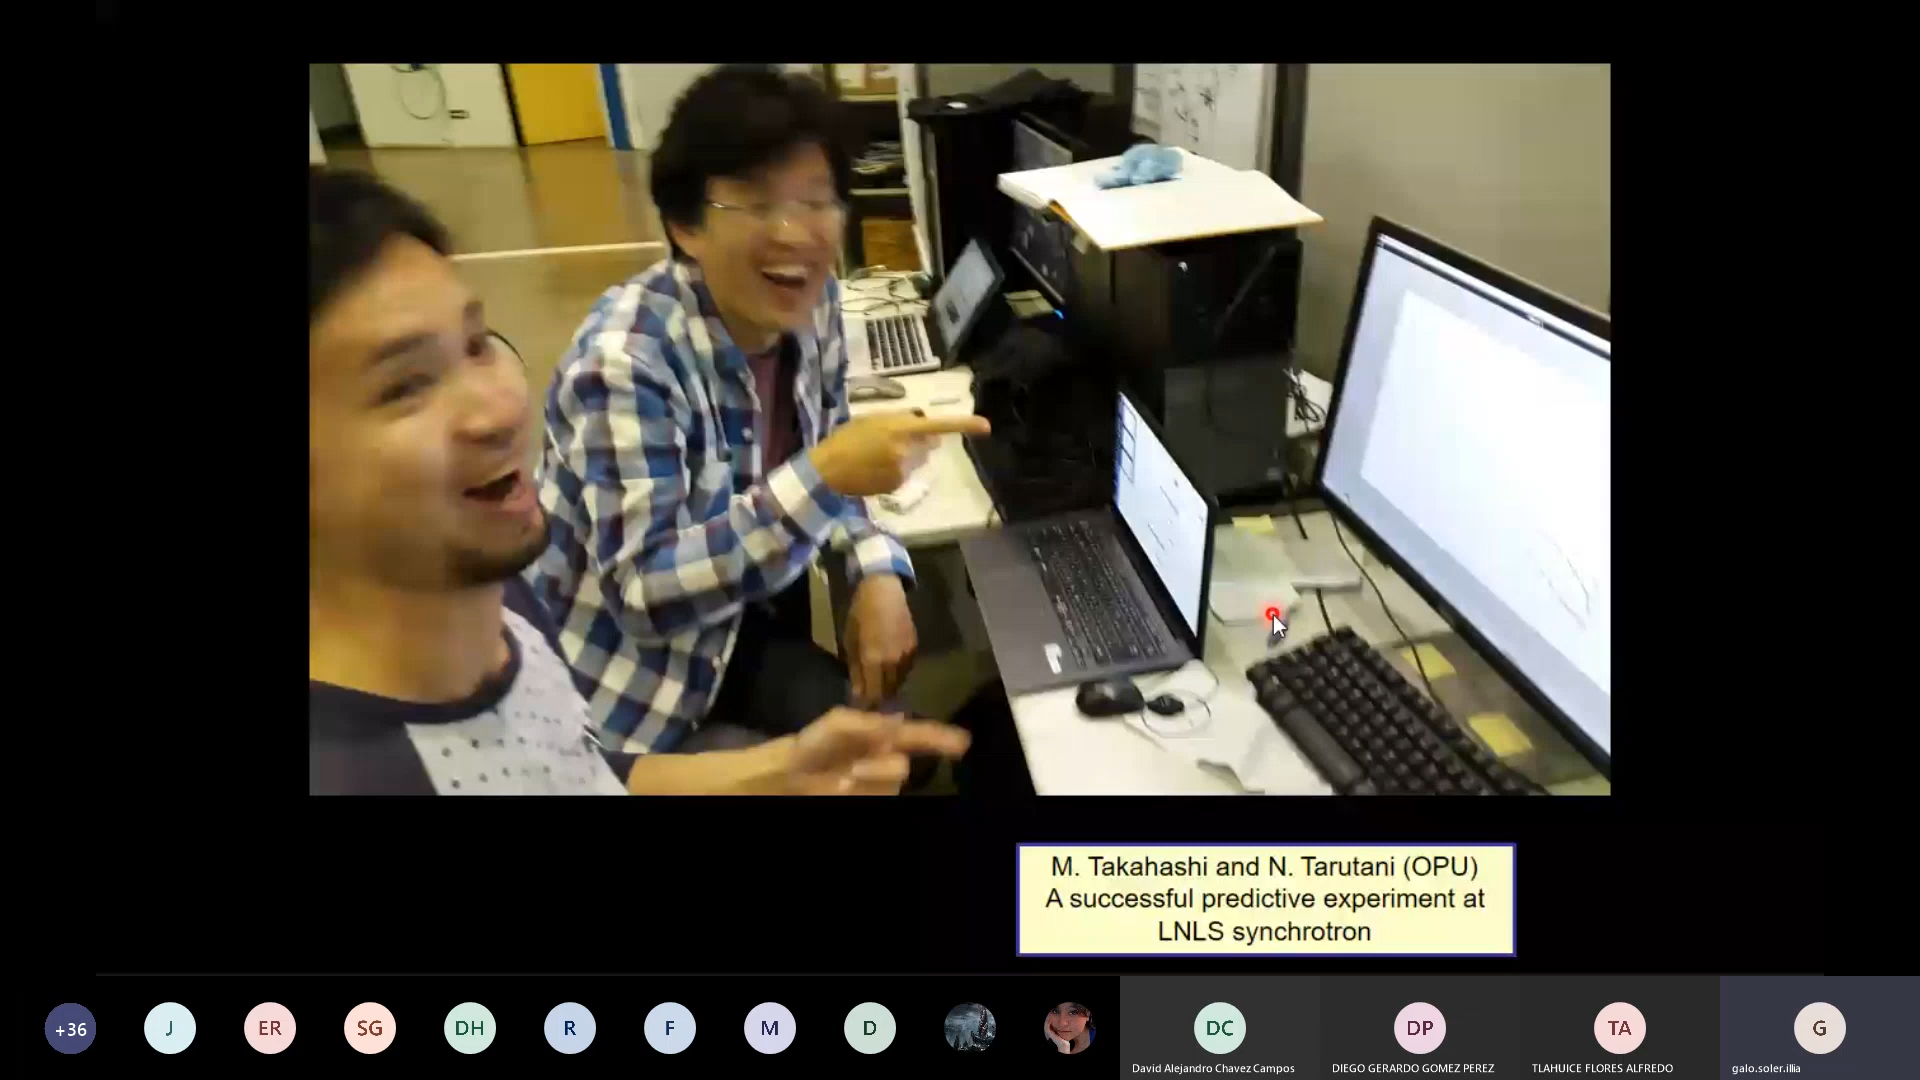 M. Takahashi and N. Tarutani (OPU)
A successful predictive experiment at
LNLS synchrotron
+36
J
ER
SG
DH
R
F
M
D
DC
DP
TA
G
David Alejandro Chavez Campos
DIEGO GERARDO GOMEZ PEREZ
TLAHUICE FLORES ALFREDO
galo.soler.illia